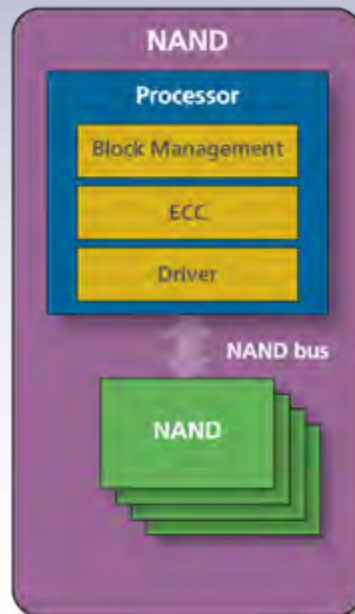 NAND
Processor
Block Management
ECC
Driver
NAND bus
NAND